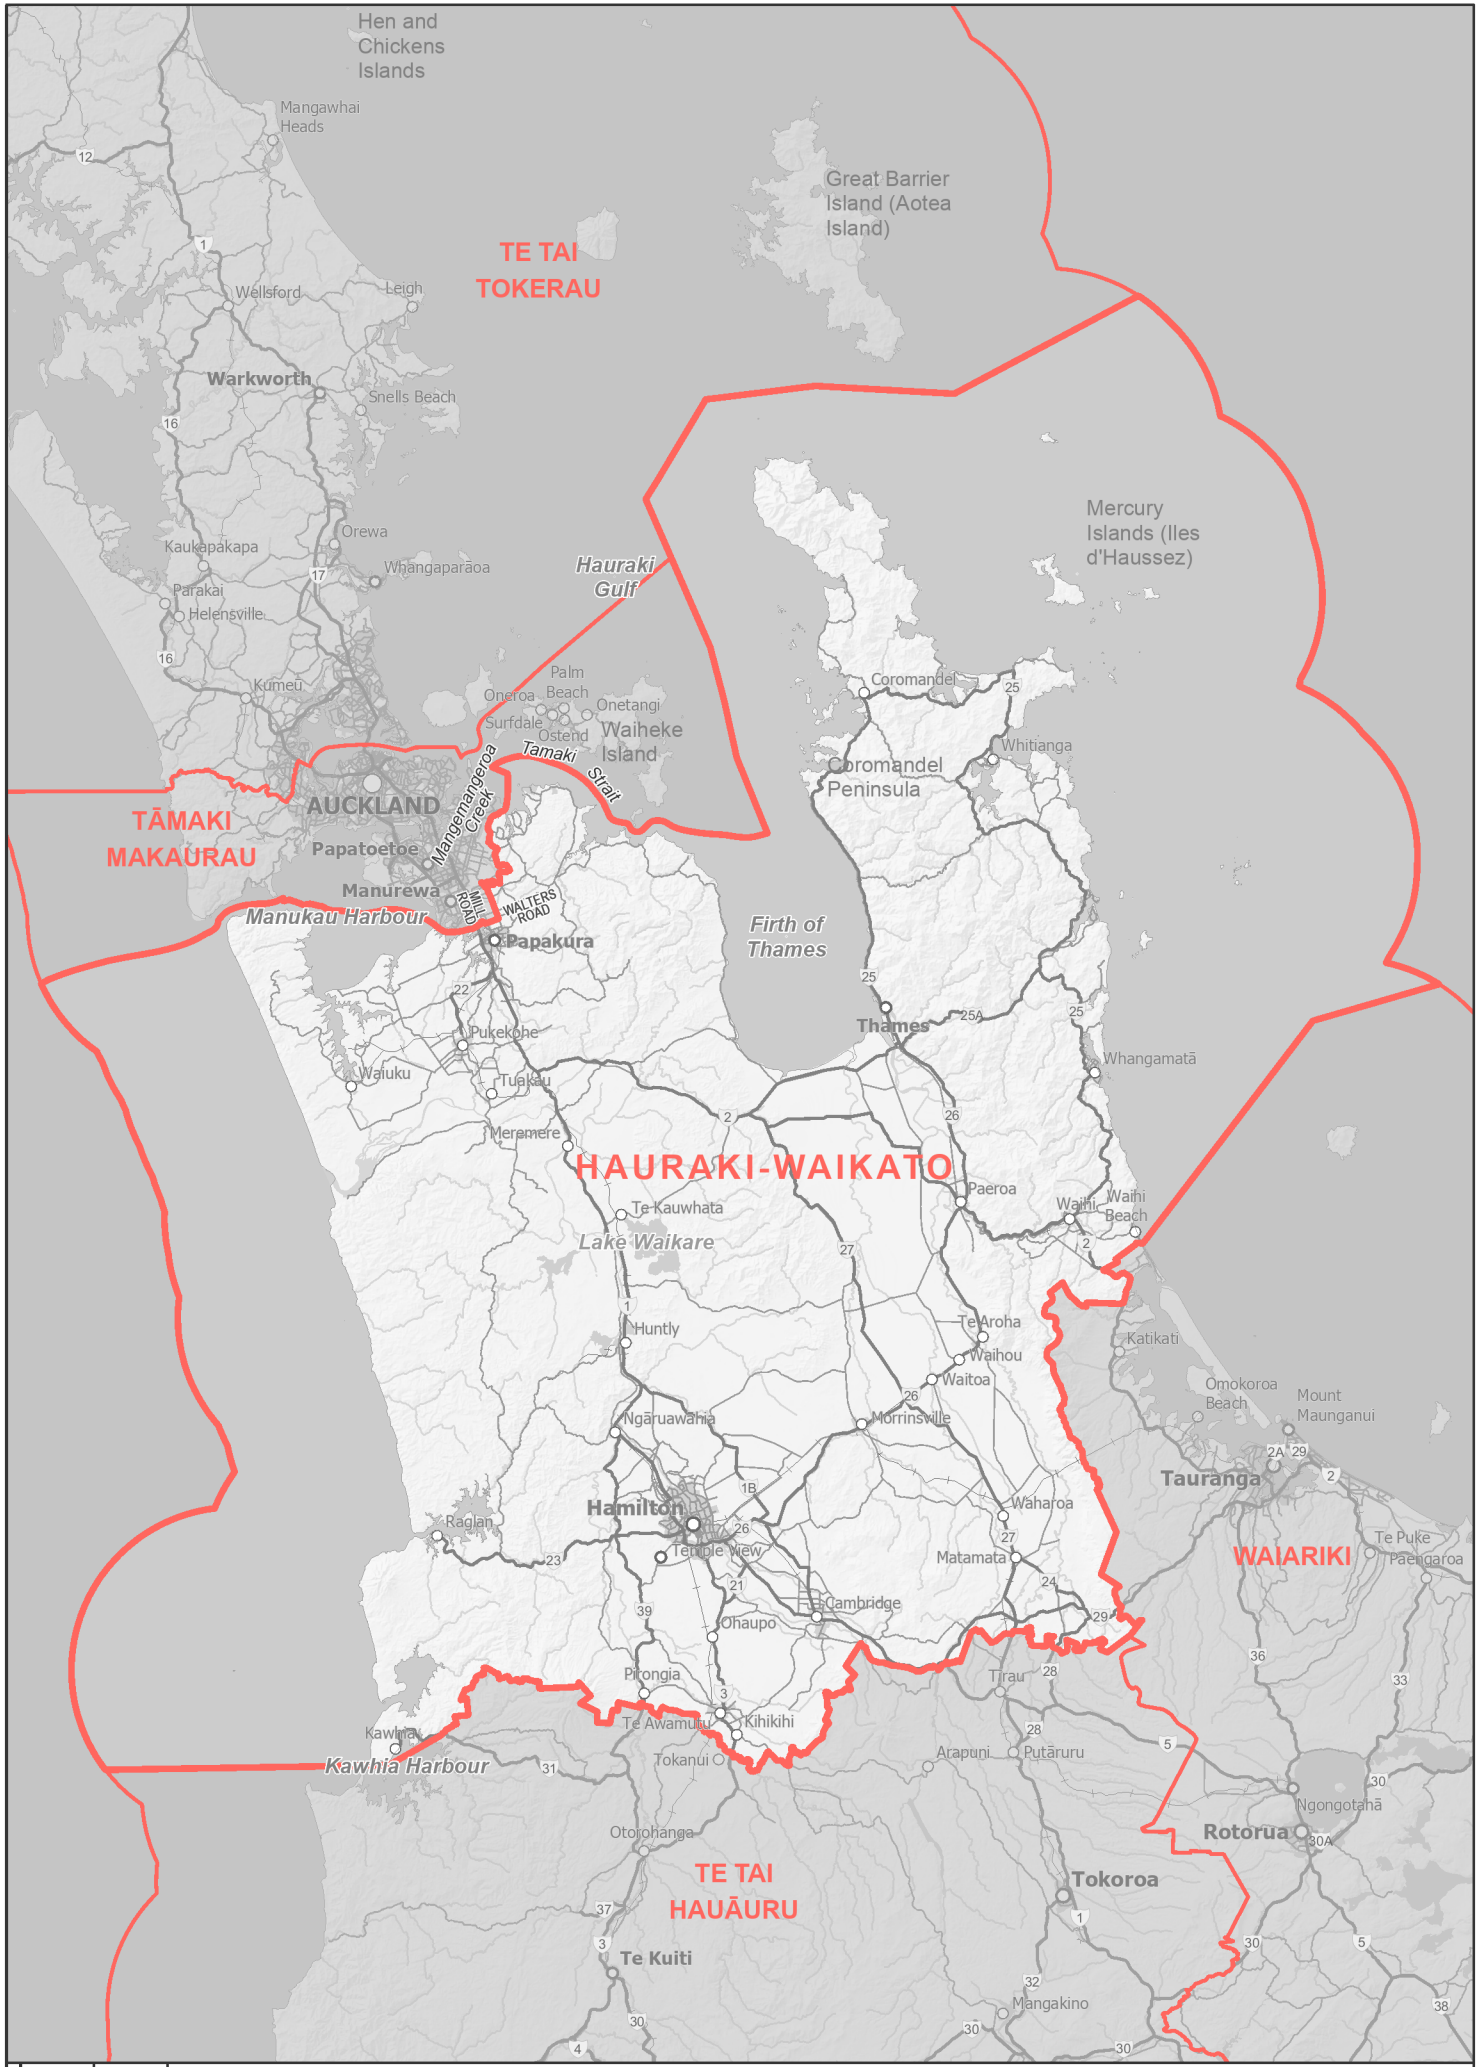 Hen and
Chickens
Islands
Mangawhai
Heads
12
Great Barrier
Island (Aotea
Island)
1
TE TAI
TOKERAU
Wellsford
Leigh
Warkworth
Snells Beach
16
Mercury
Islands (Iles
d'Haussez)
Orewa
Kaukapakapa
Hauraki
Gulf
17
Whangaparāoa
Parakai
Helensville
16
Kumeū
Palm
Beach
Oneroa
Onetangi
Surfdale
Ostend
Waiheke
Island
Coromandel
25
Whitianga
Tamaki
Strait
Coromandel
Peninsula
Mangemangeroa
Creek
AUCKLAND
TĀMAKI
MAKAURAU
Papatoetoe
Manurewa
MILL
ROAD
WALTERS
ROAD
Manukau Harbour
Papakura
Firth of
Thames
25
22
Thames
25A
25
Pukekohe
Whangamatā
Waiuku
Tuakau
2
26
Meremere
HAURAKI-WAIKATO
Paeroa
Te Kauwhata
Waihi
Waihi
Beach
Lake Waikare
27
2
1
Huntly
Te Aroha
Waihou
Katikati
Waitoa
26
Omokoroa
Beach
Mount
Maunganui
Ngāruawāhia
Morrinsville
2A
29
2
Tauranga
1B
Hamilton
Waharoa
Raglan
26
27
Te Puke
Paengaroa
WAIARIKI
23
Temple View
Matamata
21
24
39
Cambridge
29
Ohaupo
36
Pirongia
Tirau
28
33
3
Te Awamutu
Kihikihi
Kawhia
28
5
Kawhia Harbour
31
Tokanui
Arapuni
Putāruru
30
Ngongotahā
Otorohanga
Rotorua
30A
TE TAI
HAUĀURU
Tokoroa
37
1
3
30
5
Te Kuiti
32
Mangakino
38
30
30
4
30